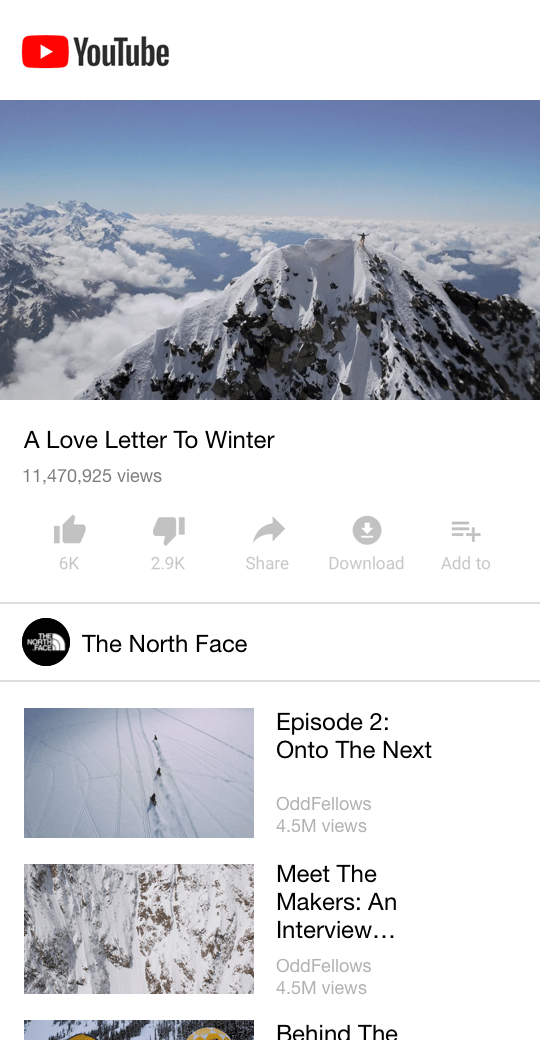 YouTube
A Love Letter To Winter
11,470,925 views
6K
2.9K
Share
Download
Add to
THE
NORTH
FACE
The North Face
Episode 2:
Onto The Next
OddFellows
4.5M views
Meet The
Makers: An
Interview...
OddFellows
4.5M views
Behind The